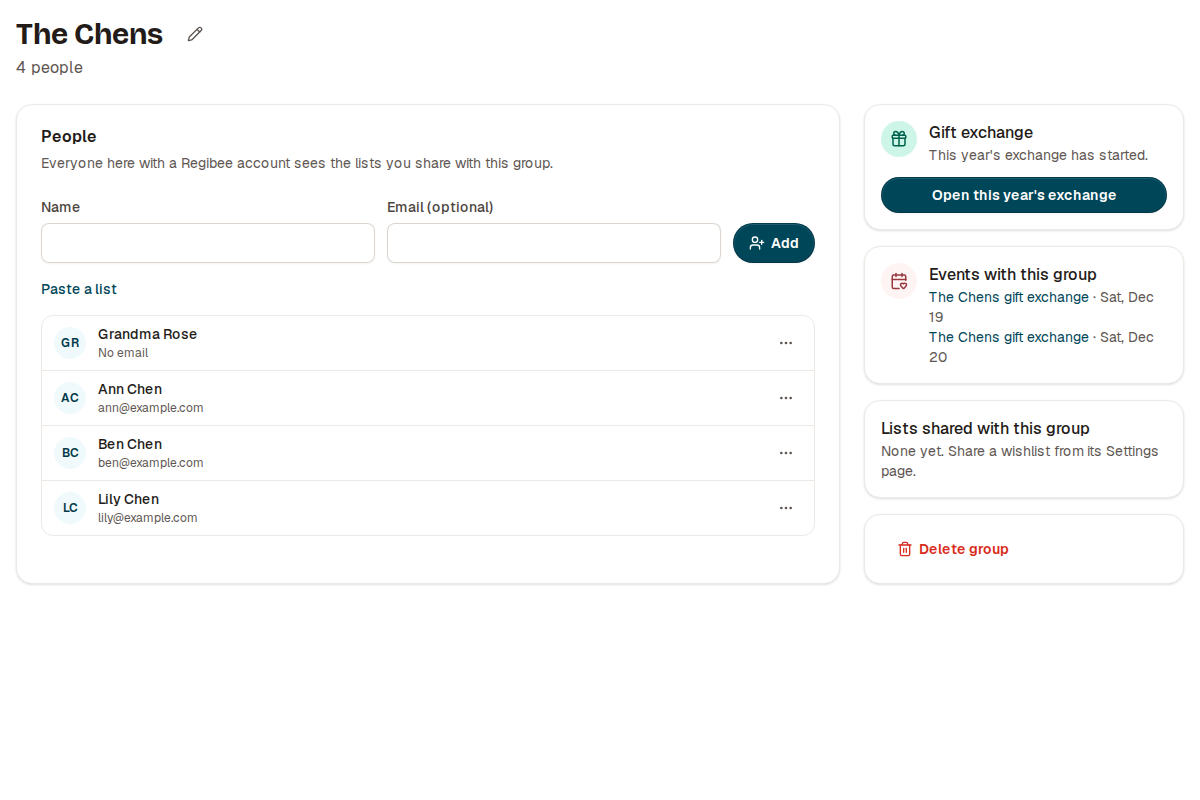 The Chens
4 people
People
Everyone here with a Regibee account sees the lists you share with this group.
Name
Email (optional)
Add
Paste a list
GR
Grandma Rose
No email
AC
Ann Chen
ann@example.com
BC
Ben Chen
ben@example.com
LC
Lily Chen
lily@example.com
Gift exchange
This year's exchange has started.
Open this year's exchange
Events with this group
The Chens gift exchange · Sat, Dec
19
The Chens gift exchange · Sat, Dec
20
Lists shared with this group
None yet. Share a wishlist from its Settings
page.
Delete group